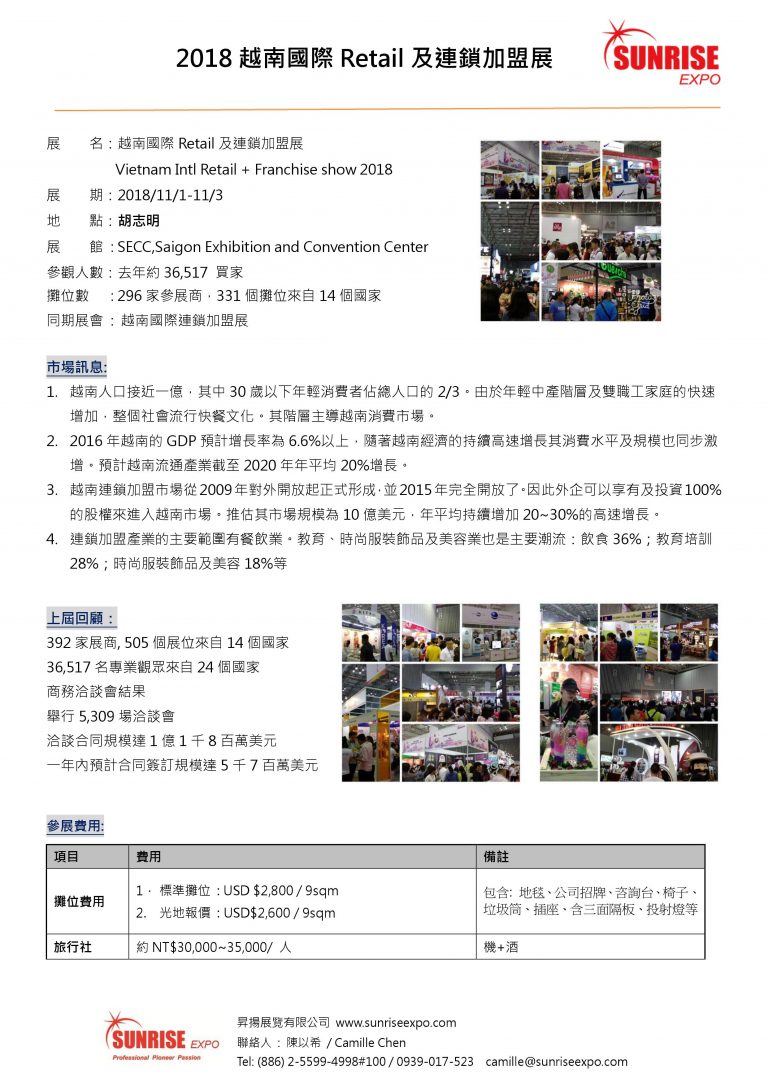 2018 越南國際 Retail 及連鎖加盟展
SUNRISE
EXPO
展　　名：越南國際 Retail 及連鎖加盟展
Vietnam Intl Retail + Franchise show 2018
展　　期：2018/11/1-11/3
地　　點：胡志明
展　　館：SECC,Saigon Exhibition and Convention Center
參觀人數：去年約 36,517 買家
攤位數　：296 家參展商，331 個攤位來自 14 個國家
同期展會：越南國際連鎖加盟展
市場訊息:
1. 越南人口接近一億，其中 30 歲以下年輕消費者佔總人口的 2/3。由於年輕中產階層及雙職工家庭的快速
增加，整個社會流行快餐文化。其階層主導越南消費市場。
2. 2016 年越南的 GDP 預計增長率為 6.6%以上，隨著越南經濟的持續高速增長其消費水平及規模也同步激
增。預計越南流通產業截至 2020 年年平均 20%增長。
3. 越南連鎖加盟市場從 2009 年對外開放起正式形成，並 2015 年完全開放了。因此外企可以享有及投資 100%
的股權來進入越南市場。推估其市場規模為 10 億美元，年平均持續增加 20~30%的高速增長。
4. 連鎖加盟產業的主要範圍有餐飲業。教育、時尚服裝飾品及美容業也是主要潮流：飲食 36%；教育培訓
28%；時尚服裝飾品及美容 18%等
上屆回顧：
392 家展商, 505 個展位來自 14 個國家
36,517 名專業觀眾來自 24 個國家
商務洽談會結果
舉行 5,309 場洽談會
洽談合同規模達 1 億 1 千 8 百萬美元
一年內預計合同簽訂規模達 5 千 7 百萬美元
參展費用:
項目 費用 備註
攤位費用
1． 標準攤位：USD $2,800 / 9sqm
2. 光地報價：USD$2,600 / 9sqm
包含: 地毯、公司招牌、咨詢台、椅子、
垃圾筒、插座、含三面隔板、投射燈等
旅行社 約 NT$30,000~35,000/ 人 機+酒
SUNRISE EXPO
Professional Pioneer Passion
昇揚展覽有限公司 www.sunriseexpo.com
聯絡人：陳以希 / Camille Chen
Tel: (886) 2-5599-4998#100 / 0939-017-523 camille@sunriseexpo.com